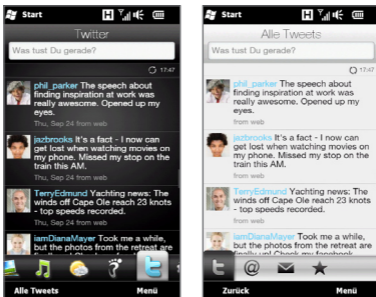 Start
Twitter
Was tust Du gerade?
17:47
phil_parker The speech about
finding inspiration at work was
really awesome. Opened up my
eyes.
Thu, Sep 24 from web
jazbrooks It's a fact - I now can
get lost when watching movies on
my phone. Missed my stop on the
train this AM.
Thu, Sep 24 from web
TerryEdmund Yachting news: The
winds off Cape Ole reach 23 knots
- top speeds recorded.
Thu, Sep 24 from web
iamDianaMayer Took me a while,
but the photos from the retreat are
Alle Tweets
Menü
Start
Alle Tweets
Was tust Du gerade?
17:47
phil_parker The speech about
finding inspiration at work was
really awesome. Opened up my
eyes.
from web
jazbrooks It's a fact - I now can
get lost when watching movies on
my phone. Missed my stop on the
train this AM.
from web
TerryEdmund Yachting news: The
winds off Cape Ole reach 23 knots
- top speeds recorded.
from web
iamDianaMayer Took me a while,
but the photos from the retreat are
finally up! Check my
Zurück
Menü